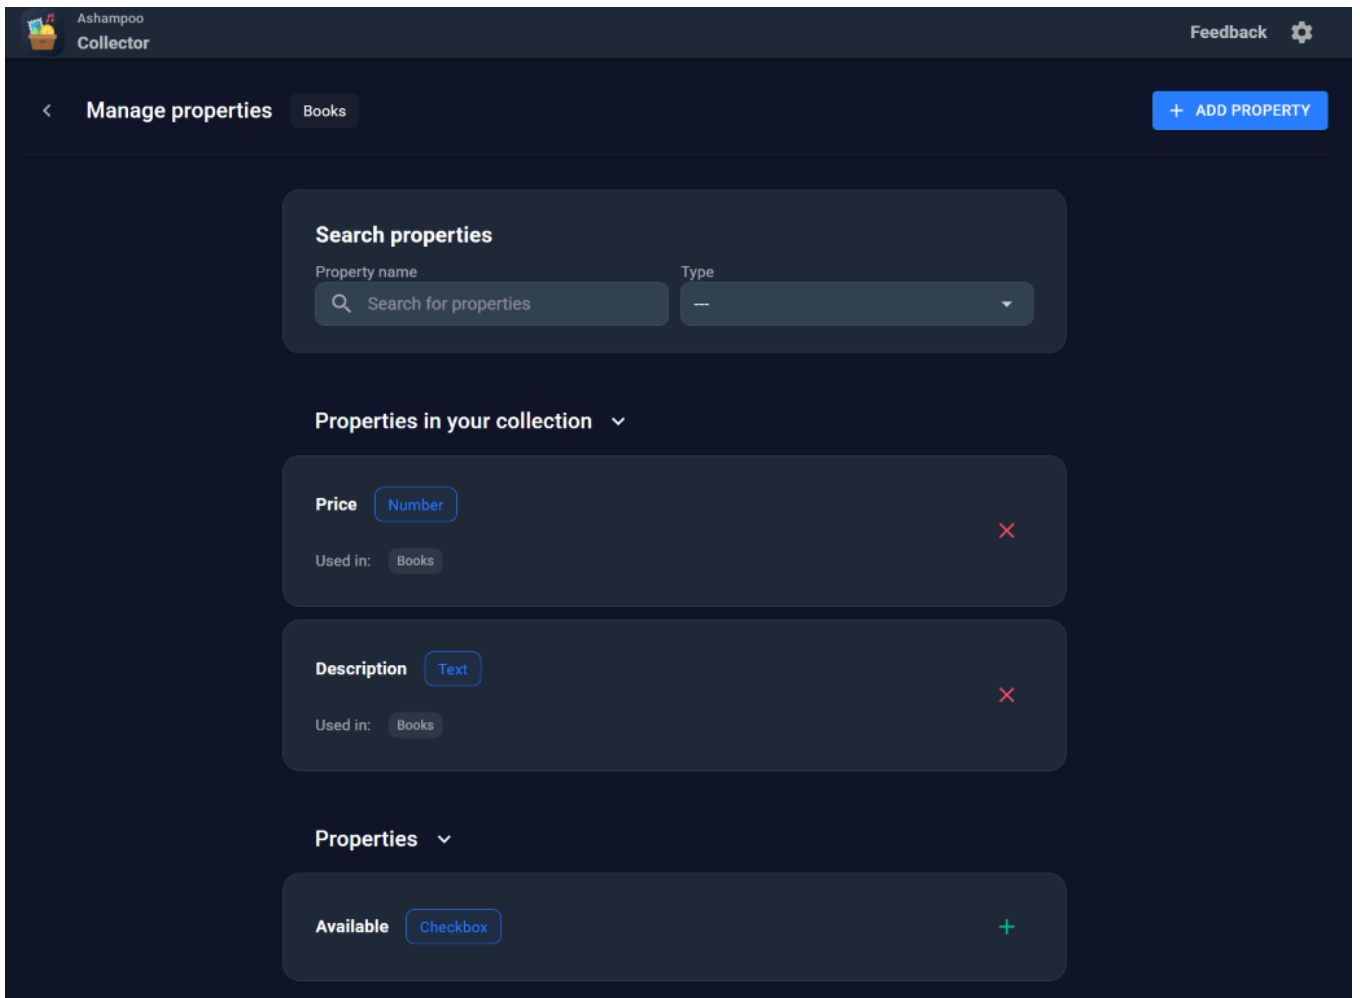 Ashampoo
Collector
Feedback
Manage properties Books
+ ADD PROPERTY
Search properties
Property name
Type
Search for properties
---
Properties in your collection
Price Number
Used in: Books
Description Text
Used in: Books
Properties
Available Checkbox